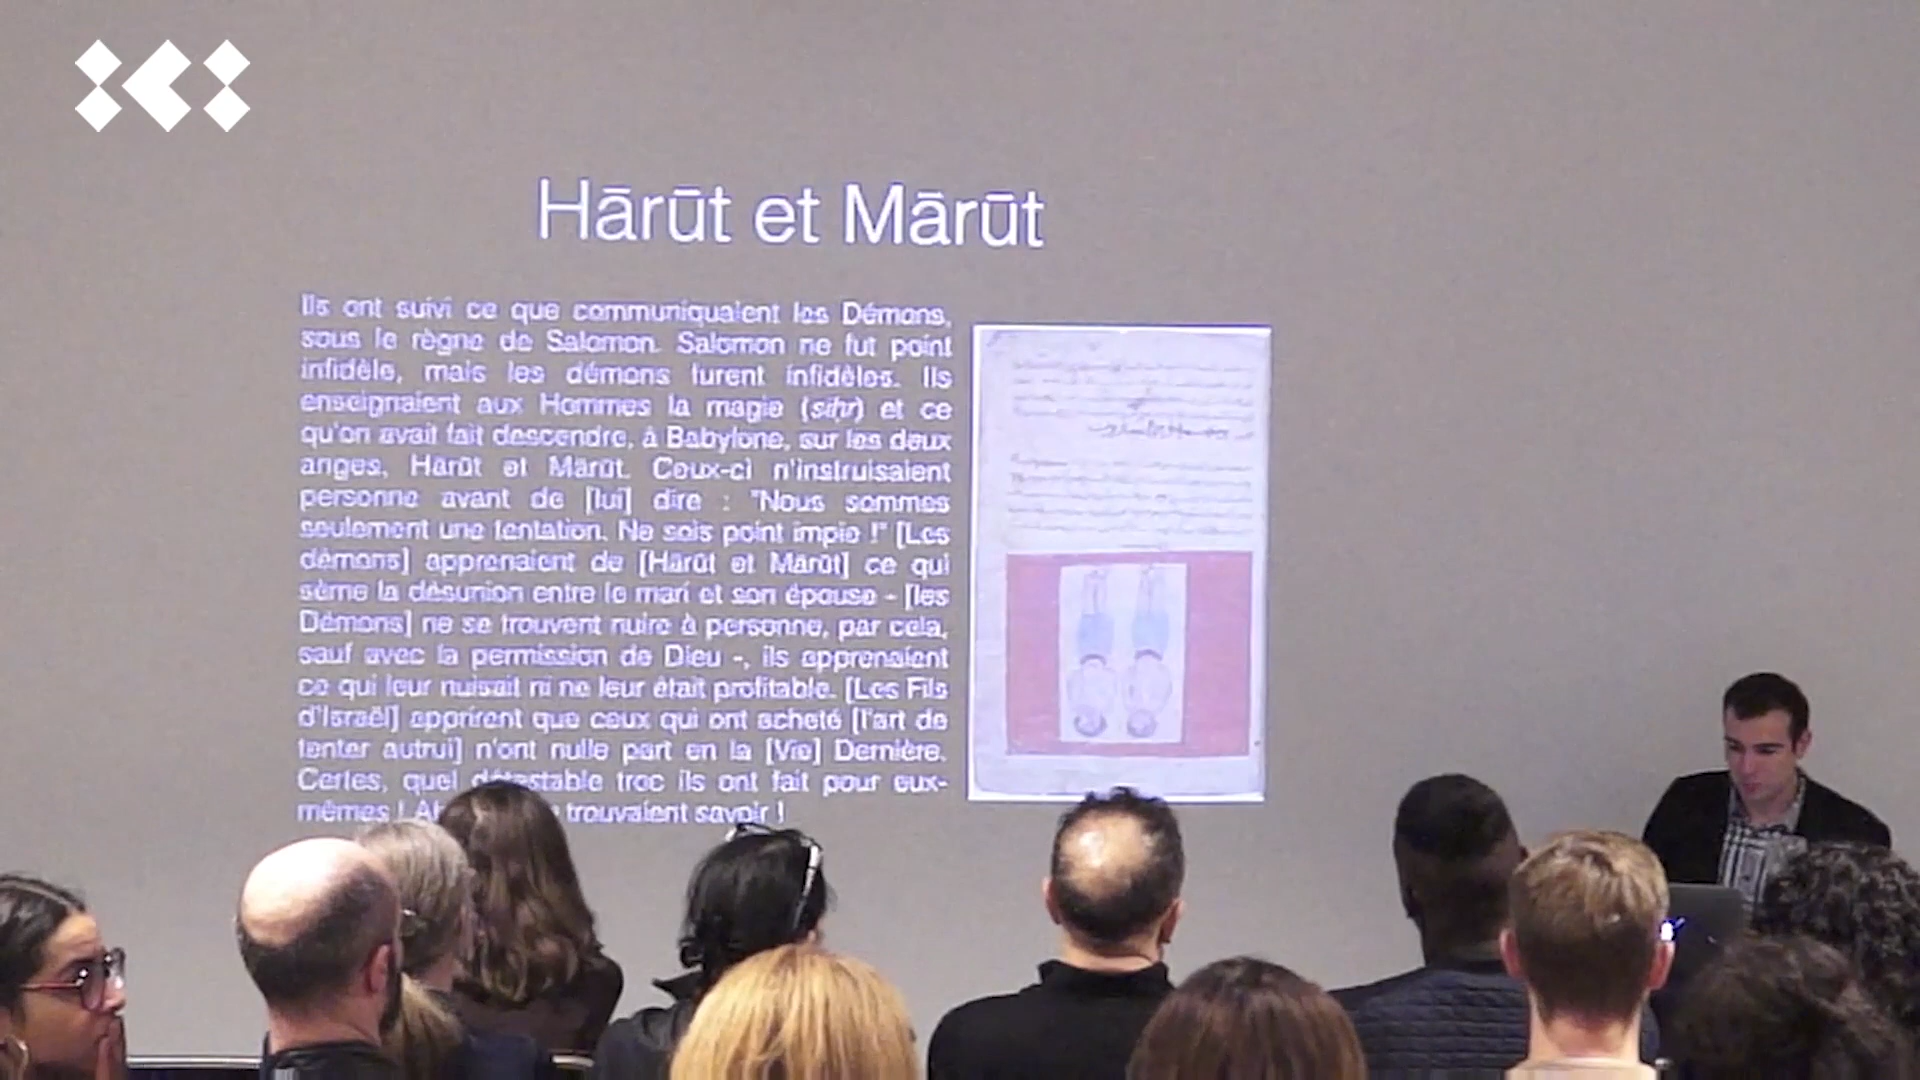 Hārūt et Mārūt
Ils ont suivi ce que communiquaient les Démons,
sous le règne de Salomon. Salomon ne fut point
infidèle, mais les démons furent infidèles. Ils
enseignaient aux Hommes la magie (sihr) et ce
qu'on avait fait descendre, à Babylone, sur les deux
anges, Hārūt et Mārūt. Ceux-ci n'instruisaient
personne avant de [lui] dire : "Nous sommes
seulement une tentation. Ne sois point impie !" [Les
démons] apprenaient de [Hārūt et Mārūt] ce qui
sème la désunion entre le mari et son épouse - [les
Démons] ne se trouvent nuire à personne, par cela,
sauf avec la permission de Dieu -, ils apprenaient
ce qui leur nuisait ni ne leur était profitable. [Les Fils
d'Israël] apprirent que ceux qui ont acheté [l'art de
tenter autrui] n'ont nulle part en la [Vie] Dernière.
Certes, quel détestable troc ils ont fait pour eux-
mêmes ! trouvaient savoir !